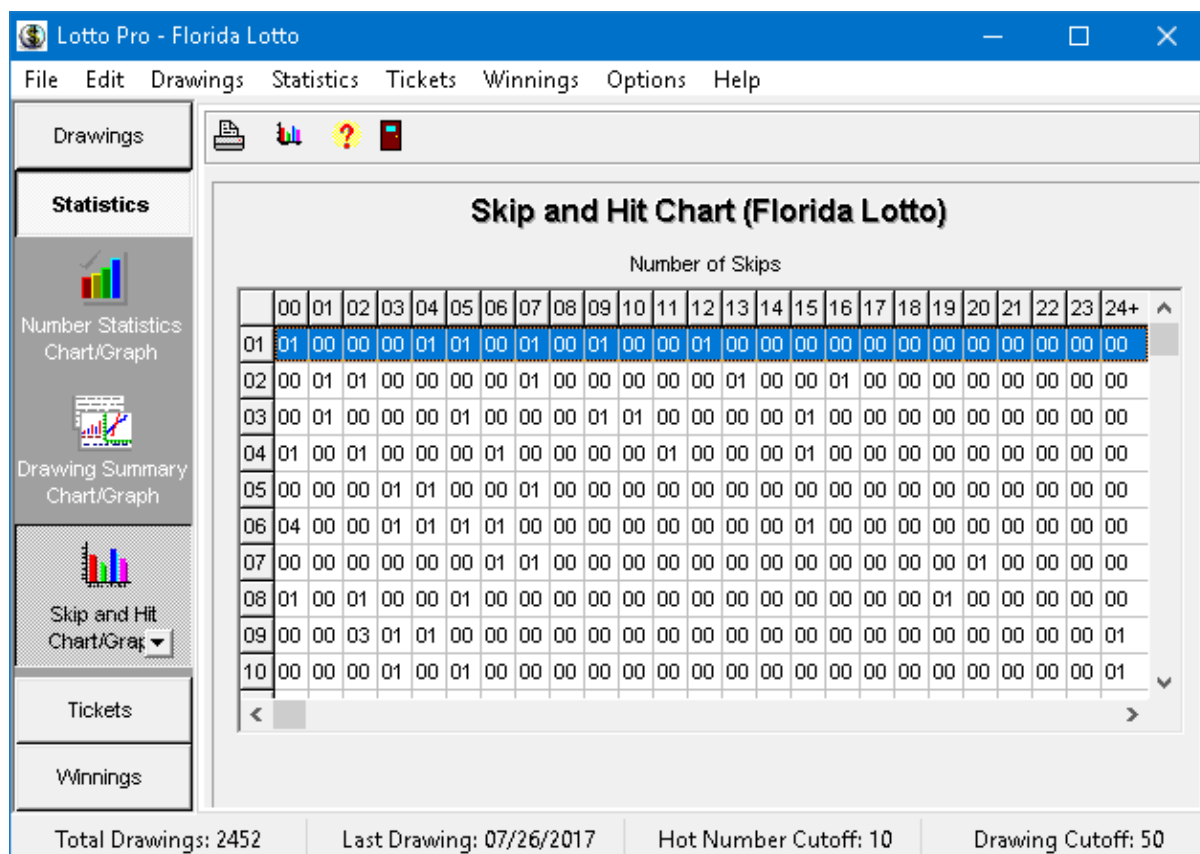 Lotto Pro - Florida Lotto
File Edit Drawings Statistics Tickets Winnings Options Help
Drawings
Statistics
Number Statistics
Chart/Graph
Drawing Summary
Chart/Graph
Skip and Hit
Chart/Grap
Tickets
Winnings
Skip and Hit Chart (Florida Lotto)
Number of Skips
00 01 02 03 04 05 06 07 08 09 10 11 12 13 14 15 16 17 18 19 20 21 22 23 24+
01 01 00 00 00 01 01 00 01 00 01 00 00 01 00 00 00 00 00 00 00 00 00 00 00 00
02 00 01 01 00 00 00 00 01 00 00 00 00 00 01 00 00 01 00 00 00 00 00 00 00 00
03 00 01 00 00 00 01 00 00 00 01 01 00 00 00 00 01 00 00 00 00 00 00 00 00 00
04 01 00 01 00 00 00 01 00 00 00 00 01 00 00 00 01 00 00 00 00 00 00 00 00 00
05 00 00 00 01 01 00 00 01 00 00 00 00 00 00 00 00 00 00 00 00 00 00 00 00 00
06 04 00 00 01 01 01 01 00 00 00 00 00 00 00 00 01 00 00 00 00 00 00 00 00 00
07 00 00 00 00 00 00 01 01 00 00 00 00 00 00 00 00 00 00 00 00 01 00 00 00 00
08 01 00 01 00 00 01 00 00 00 00 00 00 00 00 00 00 00 00 00 01 00 00 00 00 00
09 00 00 03 01 01 00 00 00 00 00 00 00 00 00 00 00 00 00 00 00 00 00 00 00 01
10 00 00 00 01 00 01 00 00 00 00 00 00 00 00 00 00 00 00 00 00 00 00 00 00 01
Total Drawings: 2452 Last Drawing: 07/26/2017 Hot Number Cutoff: 10 Drawing Cutoff: 50